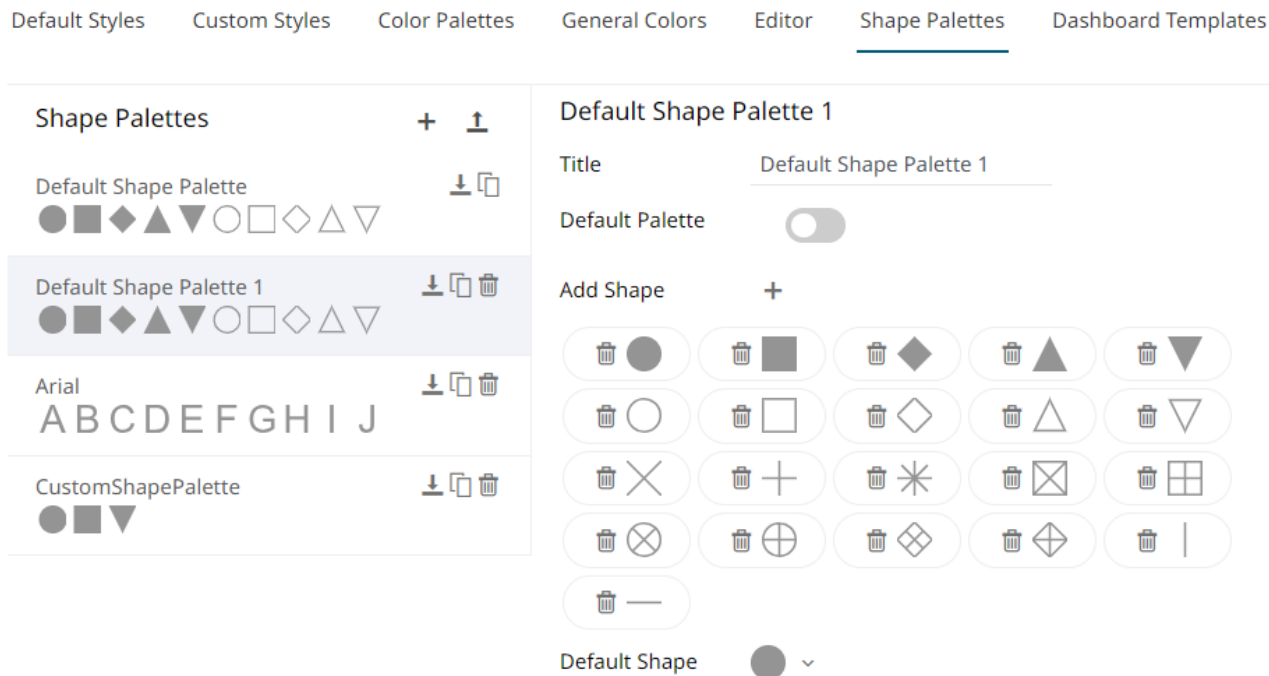 Default Styles Custom Styles Color Palettes General Colors Editor Shape Palettes Dashboard Templates
Shape Palettes
Default Shape Palette
Default Shape Palette 1
Arial
A B C D E F G H I J
CustomShapePalette
Default Shape Palette 1
Title Default Shape Palette 1
Default Palette
Add Shape
Default Shape